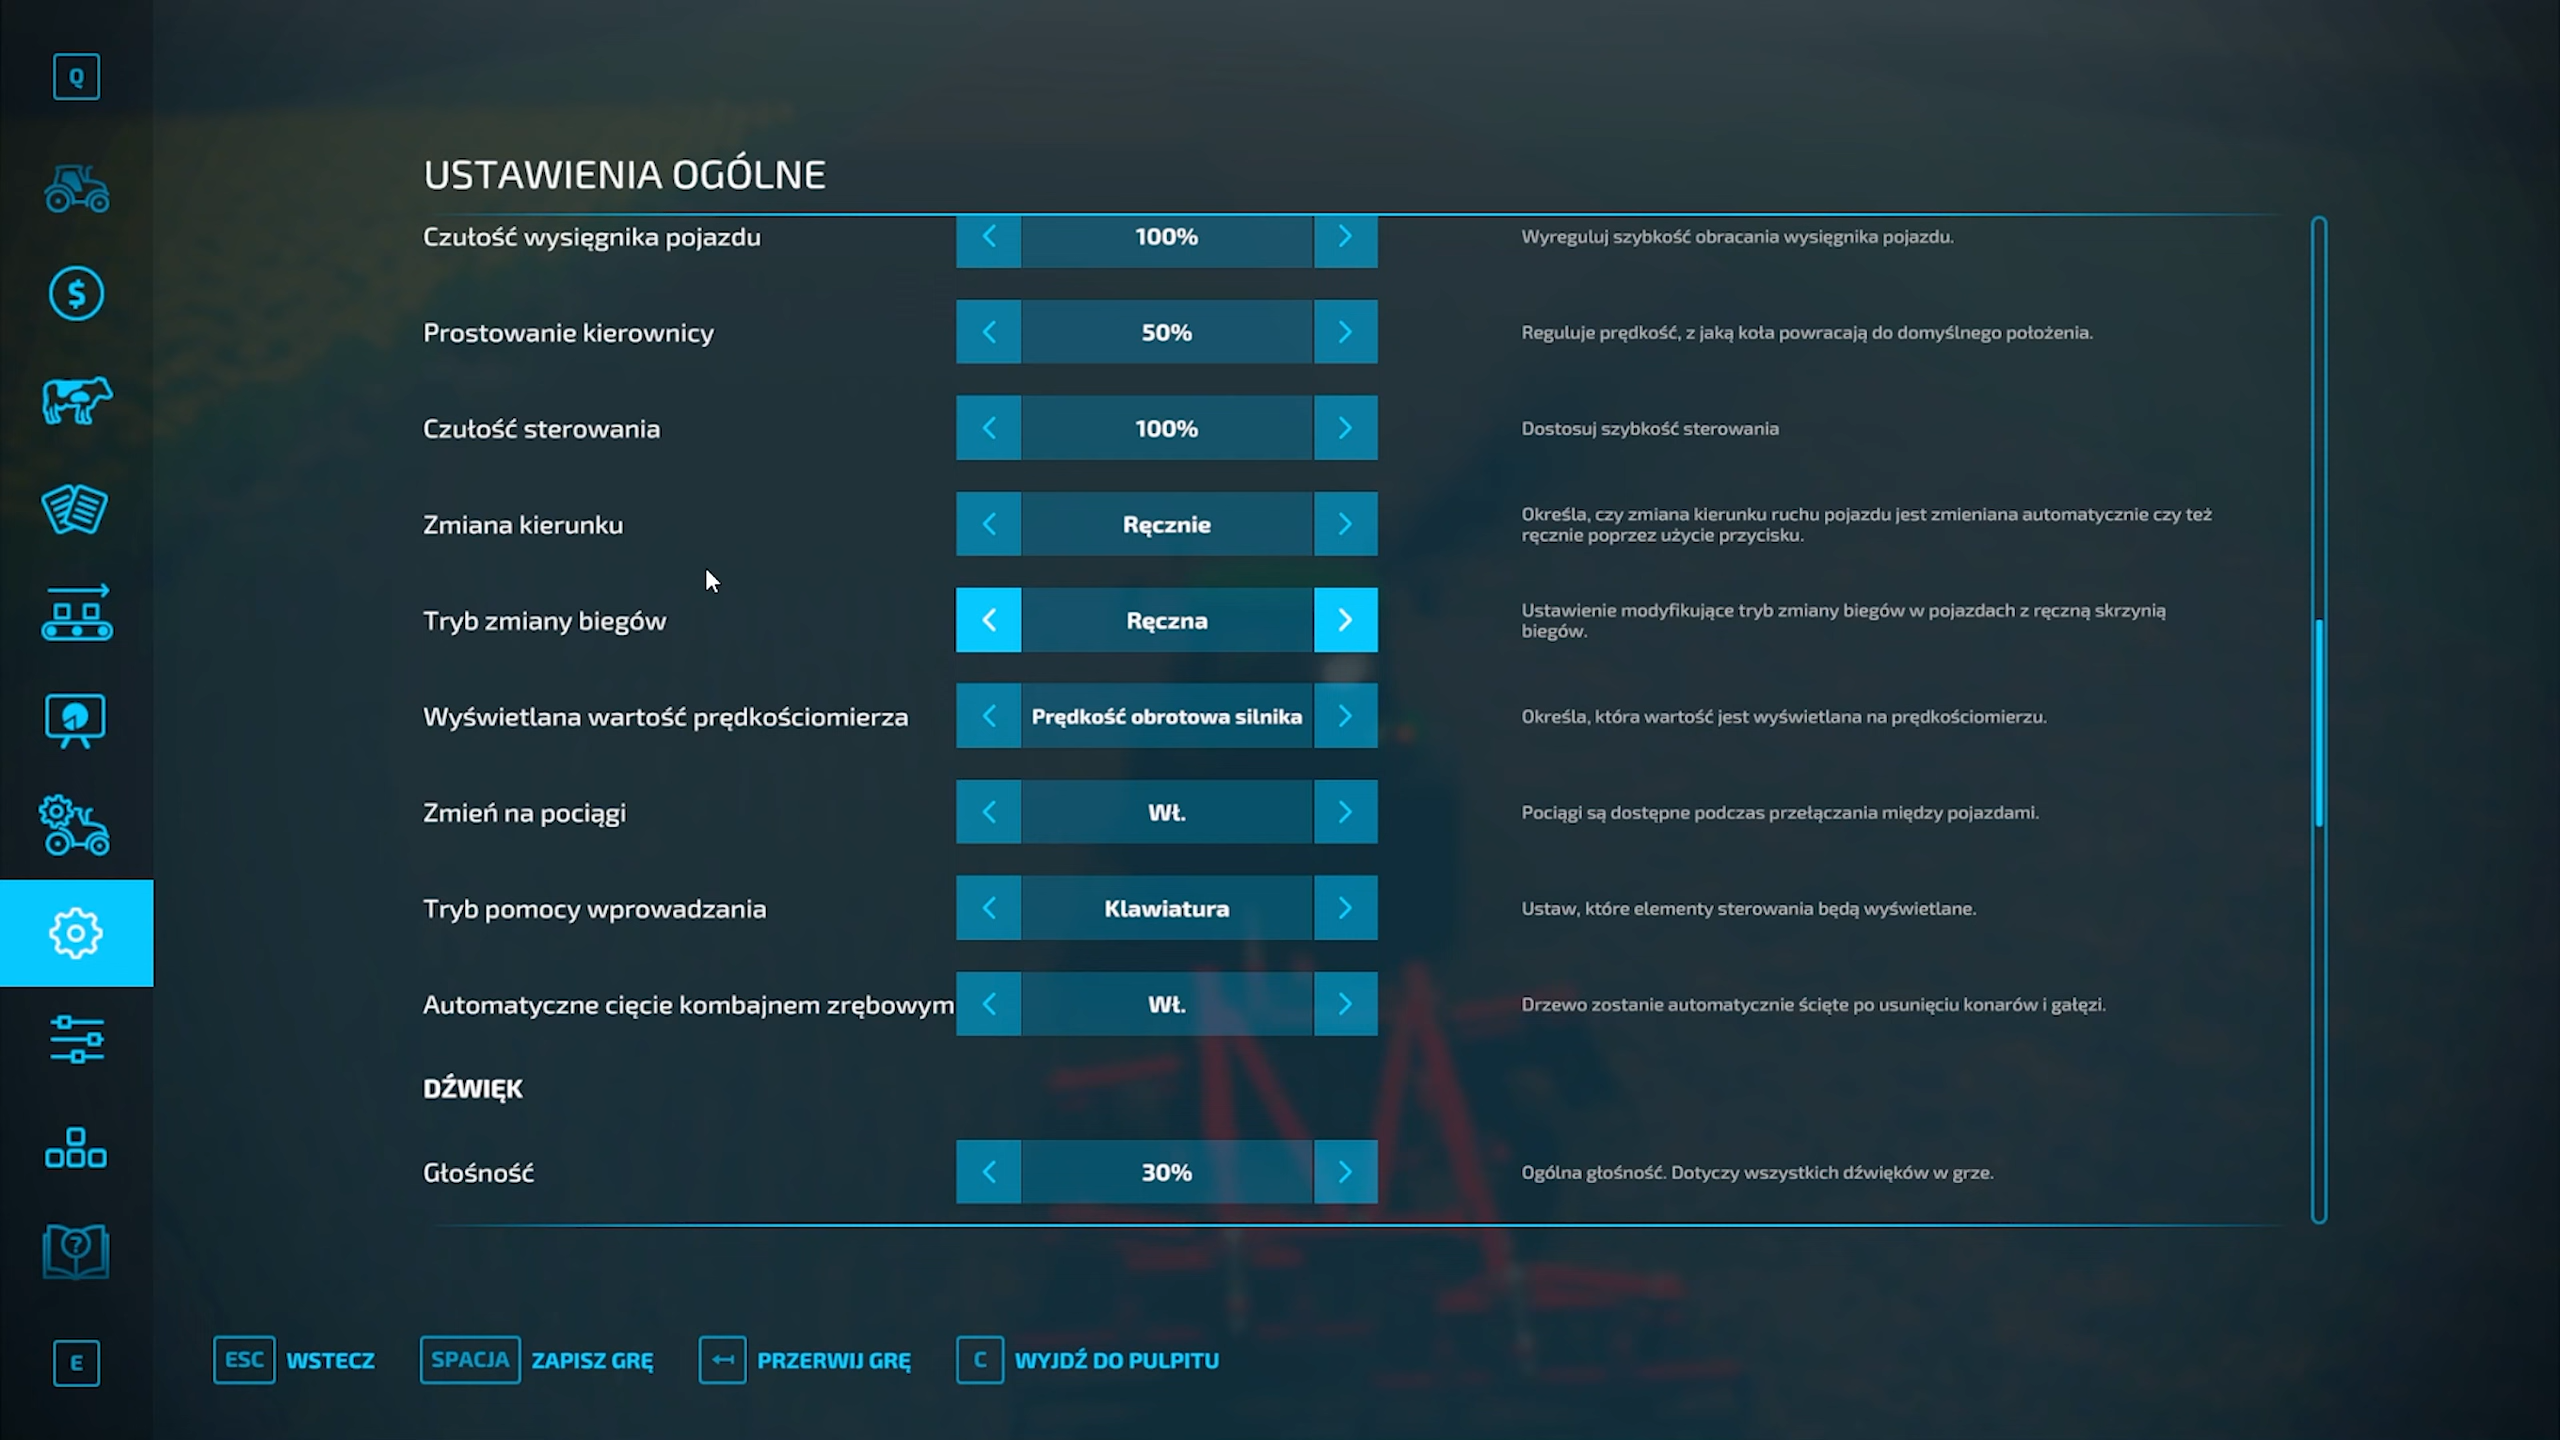 Q
USTAWIENIA OGÓLNE
Czułość wysięgnika pojazdu
100%
Wyreguluj szybkość obracania wysięgnika pojazdu.
Prostowanie kierownicy
50%
Reguluje prędkość, z jaką koła powracają do domyślnego położenia.
Czułość sterowania
100%
Dostosuj szybkość sterowania
Zmiana kierunku
Ręcznie
Określa, czy zmiana kierunku ruchu pojazdu jest zmieniana automatycznie czy też
ręcznie poprzez użycie przycisku.
Tryb zmiany biegów
Ręczna
Ustawienie modyfikujące tryb zmiany biegów w pojazdach z ręczną skrzynią
biegów.
Wyświetlana wartość prędkościomierza
Prędkość obrotowa silnika
Określa, która wartość jest wyświetlana na prędkościomierzu.
Zmień na pociągi
Wł.
Pociągi są dostępne podczas przełączania między pojazdami.
Tryb pomocy wprowadzania
Klawiatura
Ustaw, które elementy sterowania będą wyświetlane.
Automatyczne cięcie kombajnem zrębowym
Wł.
Drzewo zostanie automatycznie ścięte po usunięciu konarów i gałęzi.
DŹWIĘK
Głośność
30%
Ogólna głośność. Dotyczy wszystkich dźwięków w grze.
E
ESC WSTECZ
SPACJA ZAPISZ GRĘ
PRZERWIJ GRĘ
C WYJDŹ DO PULPITU